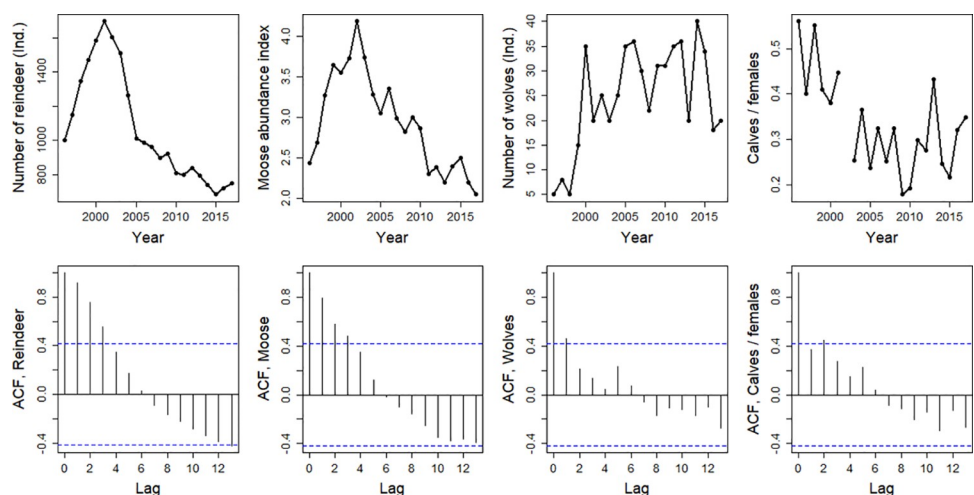 Number of reindeer (Ind.)
800 1000 1400
2000 2005 2010 2015
Year
Moose abundance index
2.0 2.5 3.0 3.5 4.0
2000 2005 2010 2015
Year
Number of wolves (Ind.)
5 10 15 20 25 30 35 40
2000 2005 2010 2015
Year
Calves / females
0.2 0.3 0.4 0.5
2000 2005 2010 2015
Year
ACF, Reindeer
-0.4 0.0 0.4 0.8
0 2 4 6 8 10 12
Lag
ACF, Moose
-0.4 0.0 0.4 0.8
0 2 4 6 8 10 12
Lag
ACF, Wolves
-0.4 0.0 0.4 0.8
0 2 4 6 8 10 12
Lag
ACF, Calves / females
-0.4 0.0 0.4 0.8
0 2 4 6 8 10 12
Lag